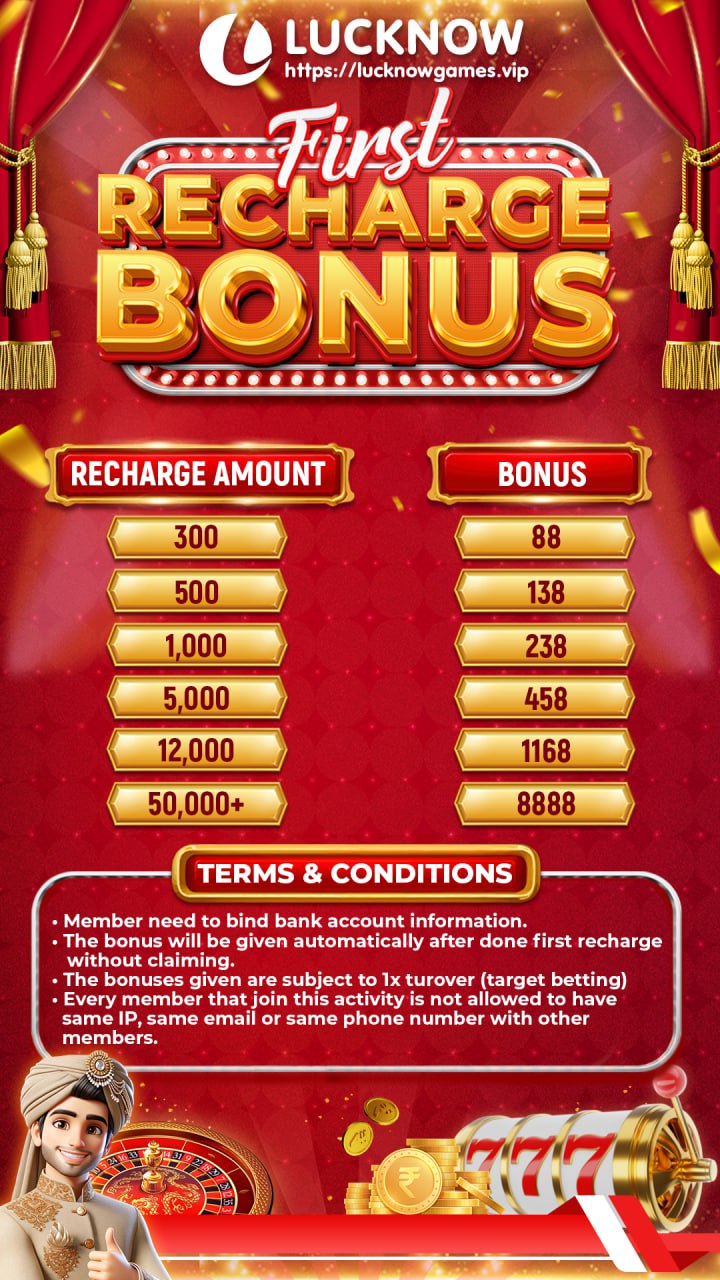 LUCKNOW
https://lucknowgames.vip
First
RECHARGE
BONUS
RECHARGE AMOUNT BONUS
300 88
500 138
1,000 238
5,000 458
12,000 1168
50,000+ 8888
TERMS & CONDITIONS
• Member need to bind bank account information.
• The bonus will be given automatically after done first recharge
without claiming.
• The bonuses given are subject to 1x turover (target betting)
• Every member that join this activity is not allowed to have
same IP, same email or same phone number with other
members.
₹
777